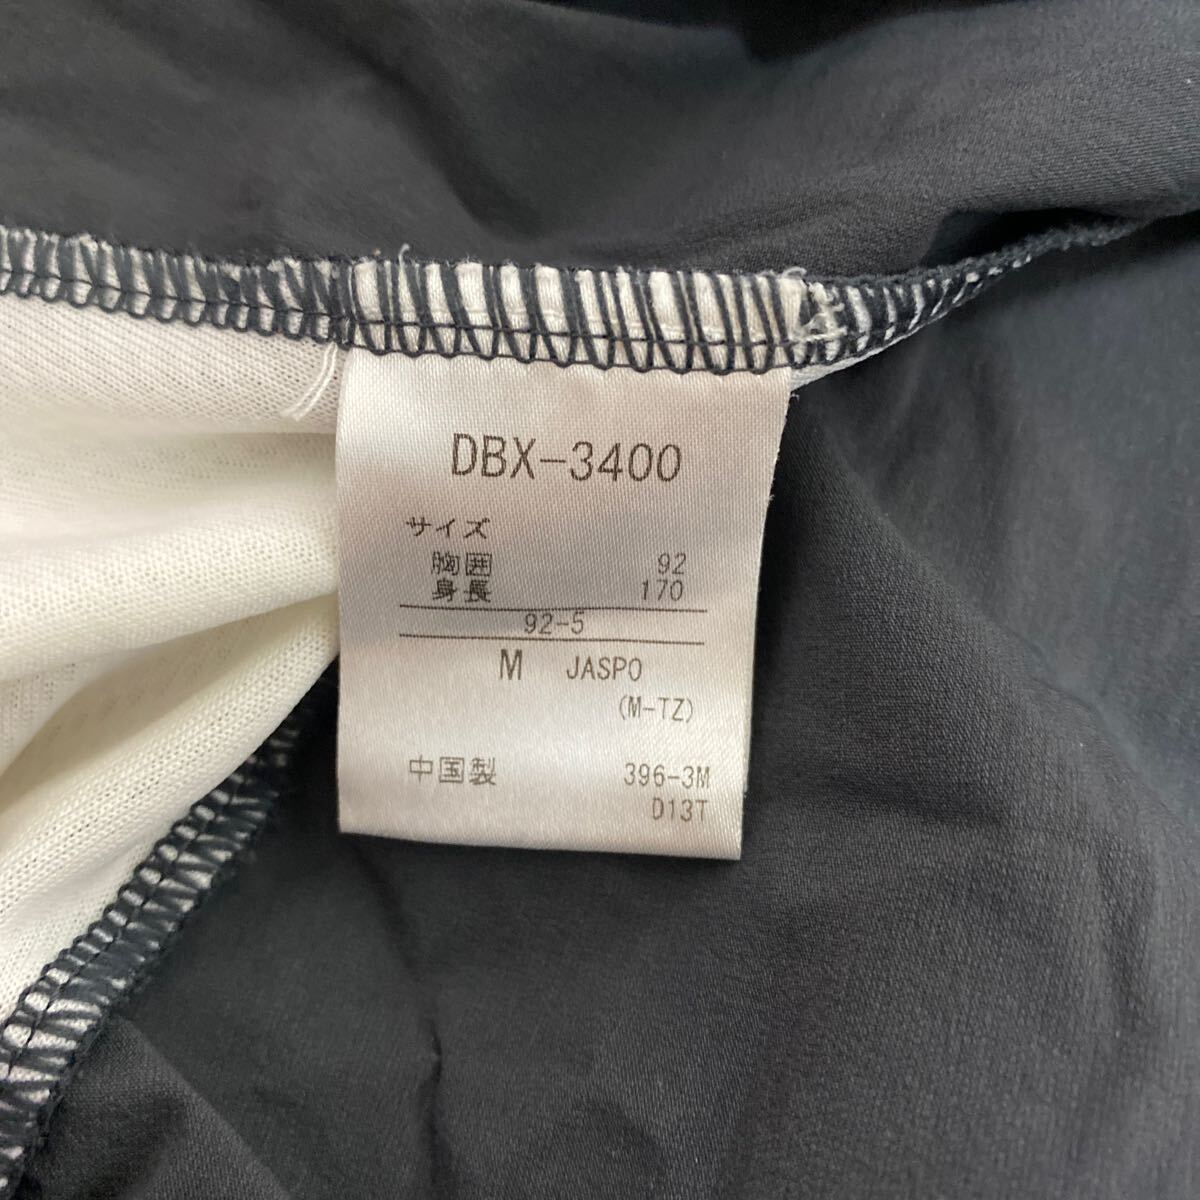 DBX-3400
サイズ
胸囲 92
身長 170
92-5
M JASPO
(M-TZ)
中国製 396-3M
D13T